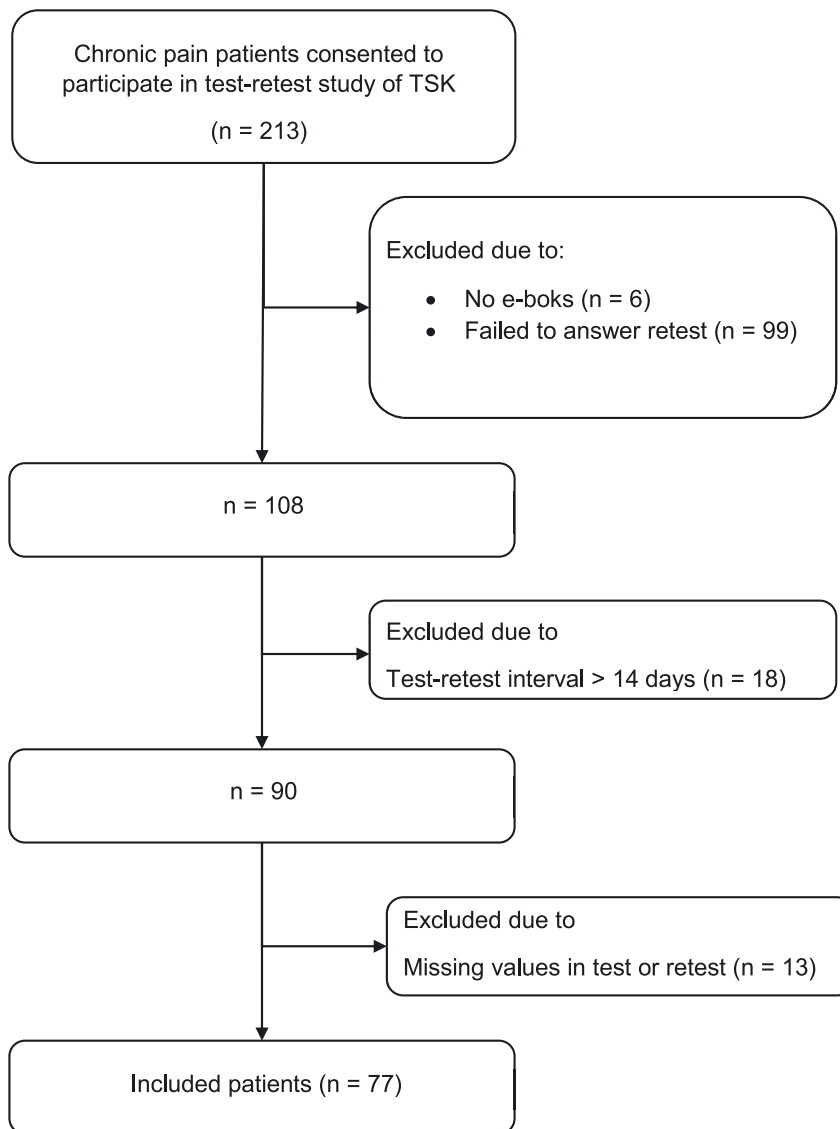 Chronic pain patients consented to
participate in test-retest study of TSK
(n = 213)
Excluded due to:
• No e-boks (n = 6)
• Failed to answer retest (n = 99)
n = 108
Excluded due to
Test-retest interval > 14 days (n = 18)
n = 90
Excluded due to
Missing values in test or retest (n = 13)
Included patients (n = 77)